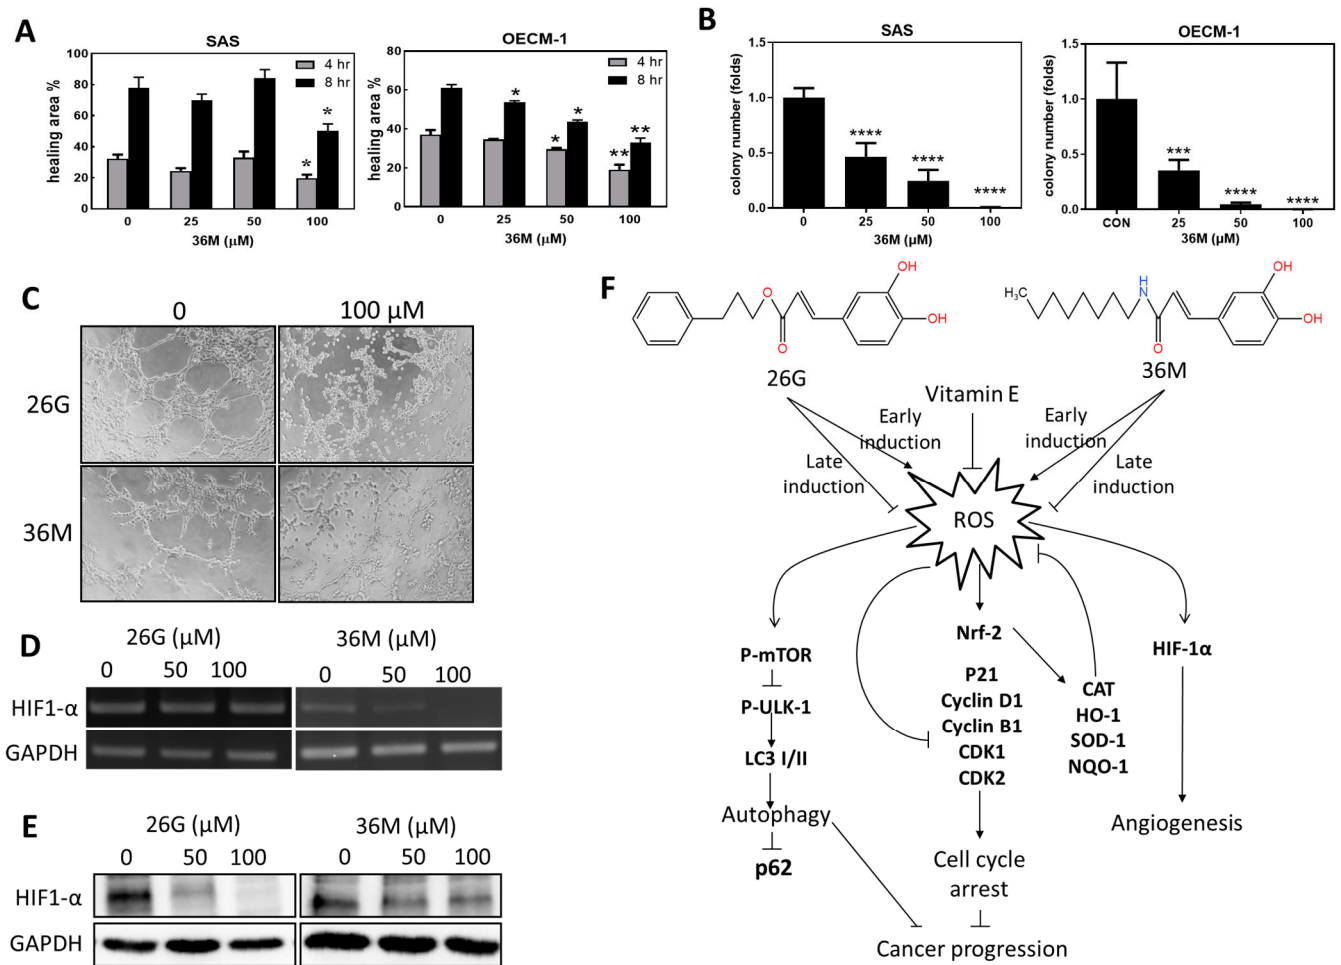 A
SAS
healing area %
100
80
60
40
20
0
4 hr
8 hr
*
*
0
25
50
100
36M (µM)
OECM-1
healing area %
80
60
40
20
0
4 hr
8 hr
*
*
*
**
**
0
25
50
100
36M (µM)
B
SAS
colony number (folds)
1.5
1.0
0.5
0.0
****
****
****
0
25
50
100
36M (µM)
OECM-1
colony number (folds)
1.5
1.0
0.5
0.0
***
****
****
CON
25
50
100
36M (µM)
C
0
100 µM
26G
36M
D
26G (µM)
36M (µM)
0
50
100
0
50
100
HIF1-α
GAPDH
E
26G (µM)
36M (µM)
0
50
100
0
50
100
HIF1-α
GAPDH
F
O
O
OH
OH
H₃C
H
N
O
OH
OH
26G
36M
Vitamin E
Early
induction
Early
induction
Late
induction
Late
induction
ROS
P-mTOR
P-ULK-1
LC3 I/II
Autophagy
p62
Nrf-2
P21
Cyclin D1
Cyclin B1
CDK1
CDK2
Cell cycle
arrest
CAT
HO-1
SOD-1
NQO-1
HIF-1α
Angiogenesis
Cancer progression